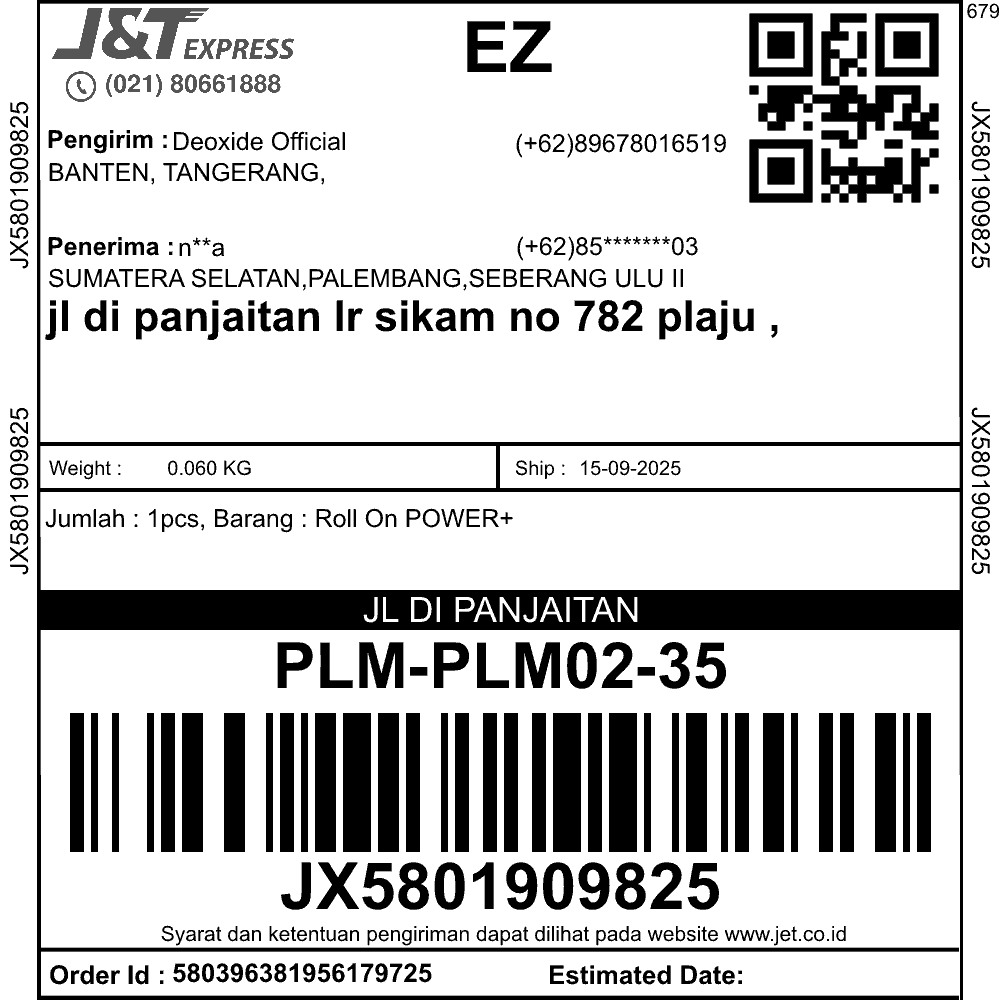 679
J&T EXPRESS
EZ
(021) 80661888
Pengirim : Deoxide Official (+62)89678016519
BANTEN, TANGERANG,
Penerima : n**a (+62)85*******03
SUMATERA SELATAN,PALEMBANG,SEBERANG ULU II
jl di panjaitan lr sikam no 782 plaju ,
JX5801909825
JX5801909825
JX5801909825
JX5801909825
Weight : 0.060 KG
Ship : 15-09-2025
Jumlah : 1pcs, Barang : Roll On POWER+
JL DI PANJAITAN
PLM-PLM02-35
JX5801909825
Syarat dan ketentuan pengiriman dapat dilihat pada website www.jet.co.id
Order Id : 580396381956179725
Estimated Date: